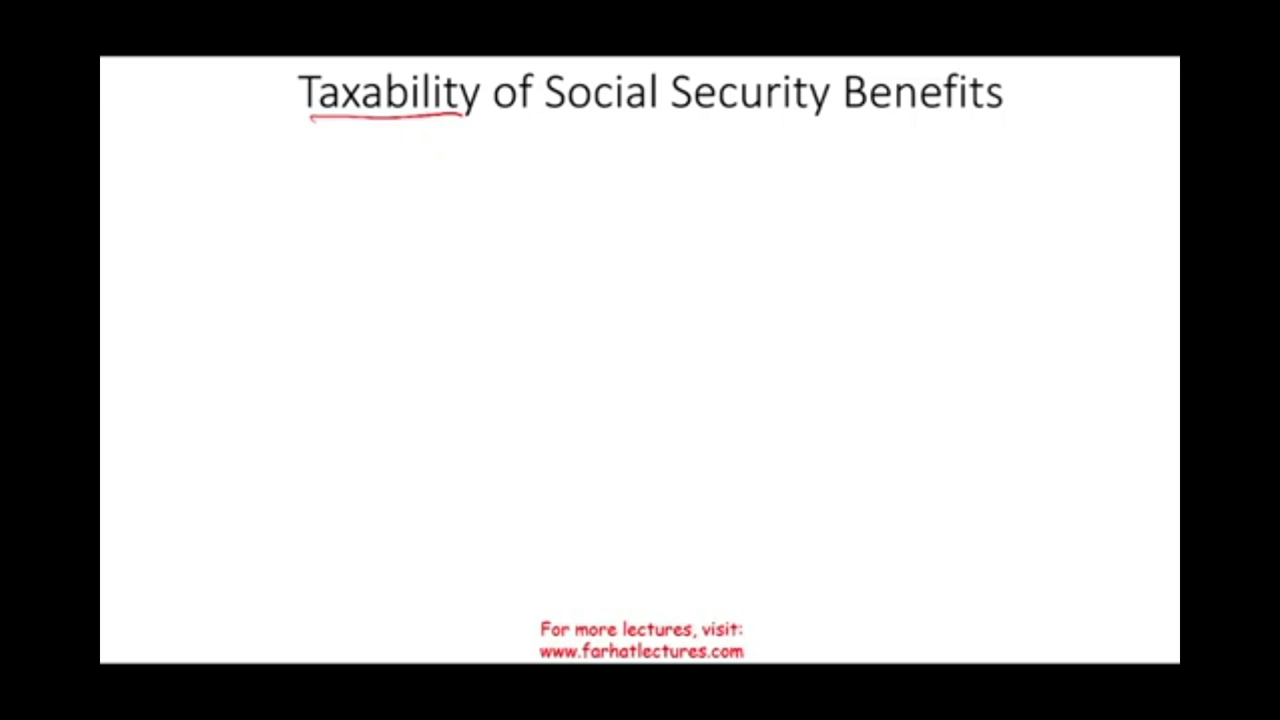 Taxability of Social Security Benefits
For more lectures, visit:
www.farhatlectures.com